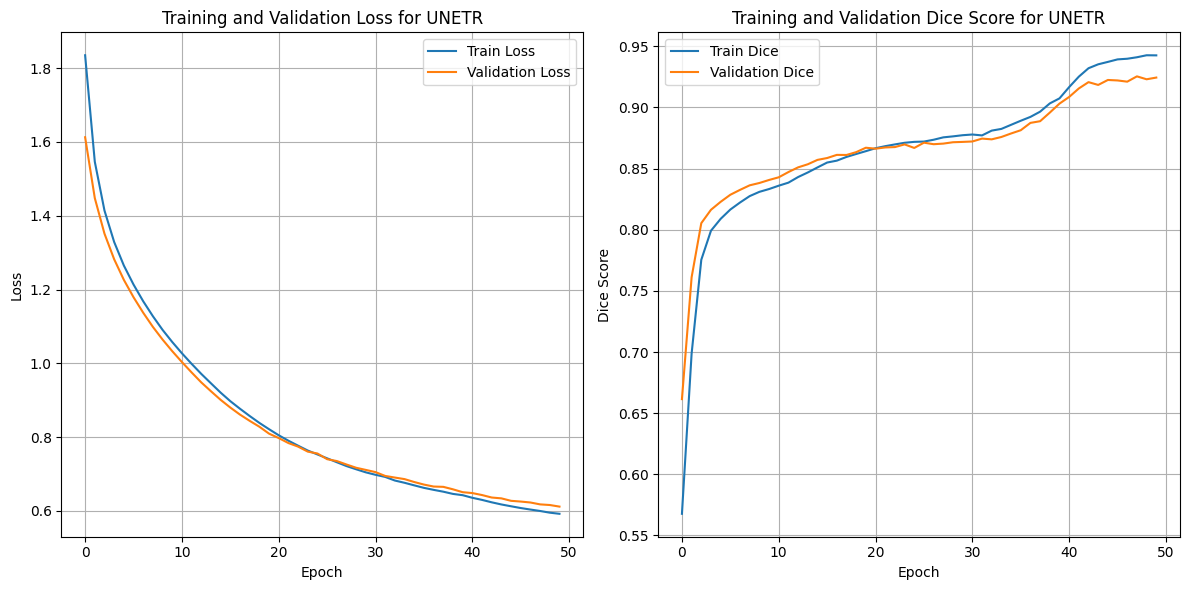 Training and Validation Loss for UNETR
Train Loss
Validation Loss
1.8
1.6
1.4
1.2
1.0
0.8
0.6
Loss
0 10 20 30 40 50
Epoch
Training and Validation Dice Score for UNETR
Train Dice
Validation Dice
0.95
0.90
0.85
0.80
0.75
0.70
0.65
0.60
0.55
Dice Score
0 10 20 30 40 50
Epoch